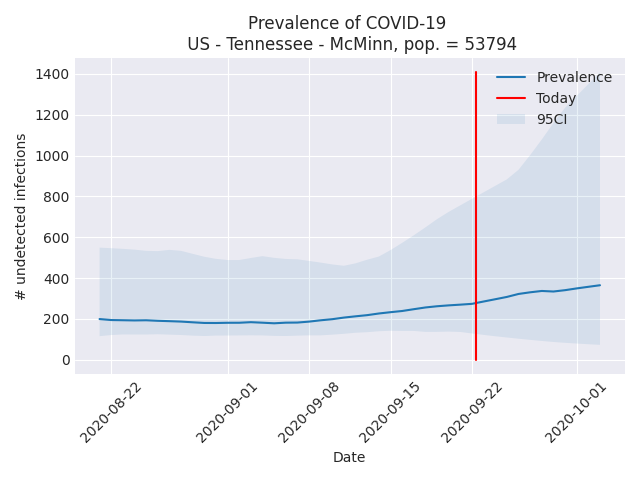 Prevalence of COVID-19
US - Tennessee - McMinn, pop. = 53794
# undetected infections
1400
1200
1000
800
600
400
200
0
Prevalence
Today
95CI
2020-08-22
2020-09-01
2020-09-08
2020-09-15
2020-09-22
2020-10-01
Date